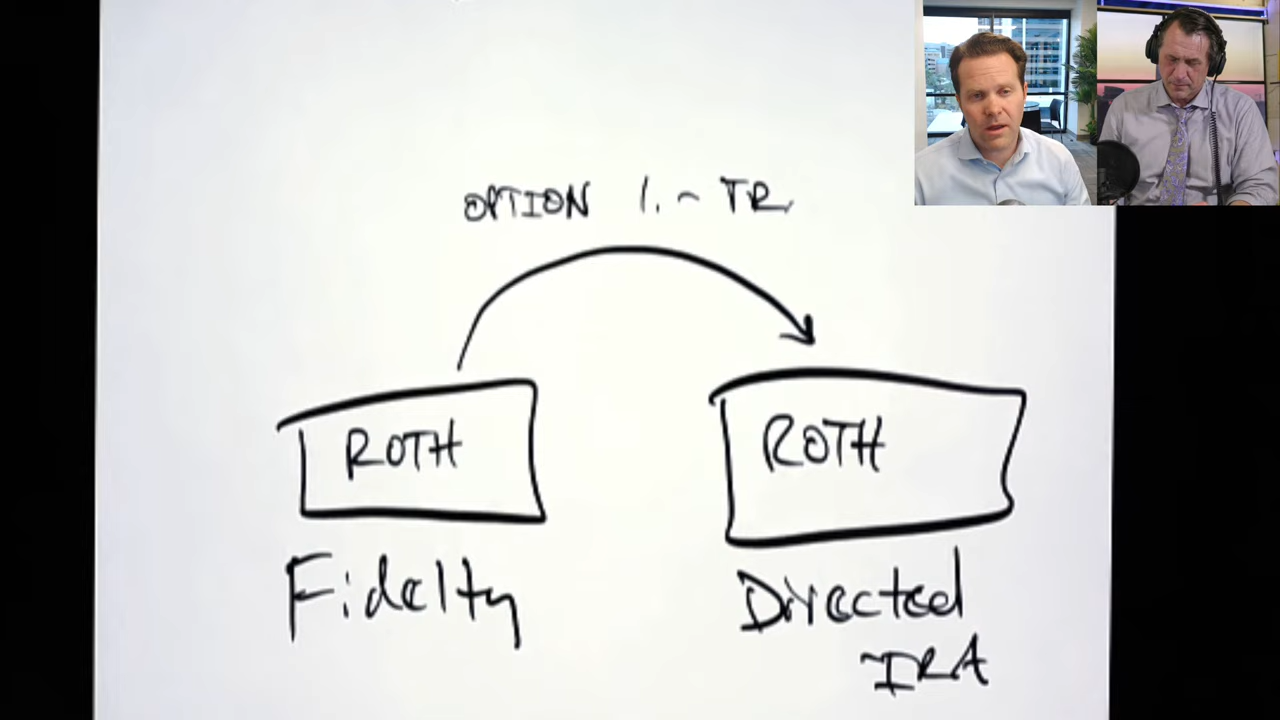 OPTION 1. - TR
ROTH
ROTH
Fidelty
Directed
IRA